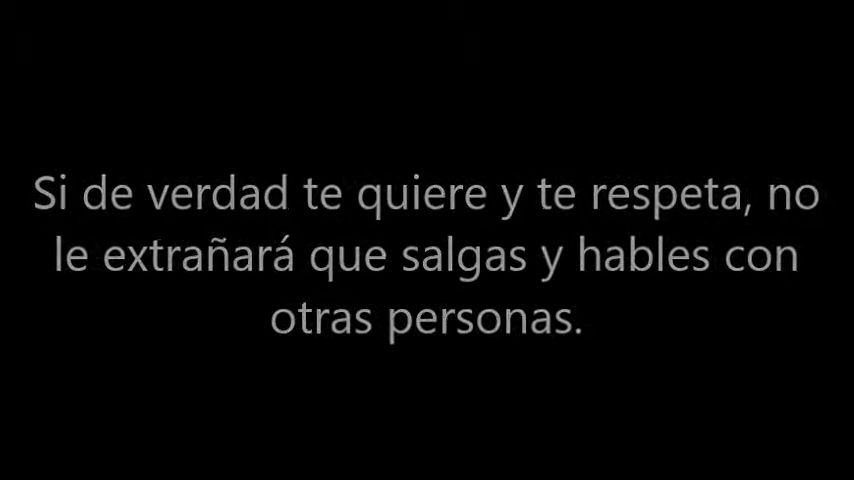 Si de verdad te quiere y te respeta, no
le extrañará que salgas y hables con
otras personas.